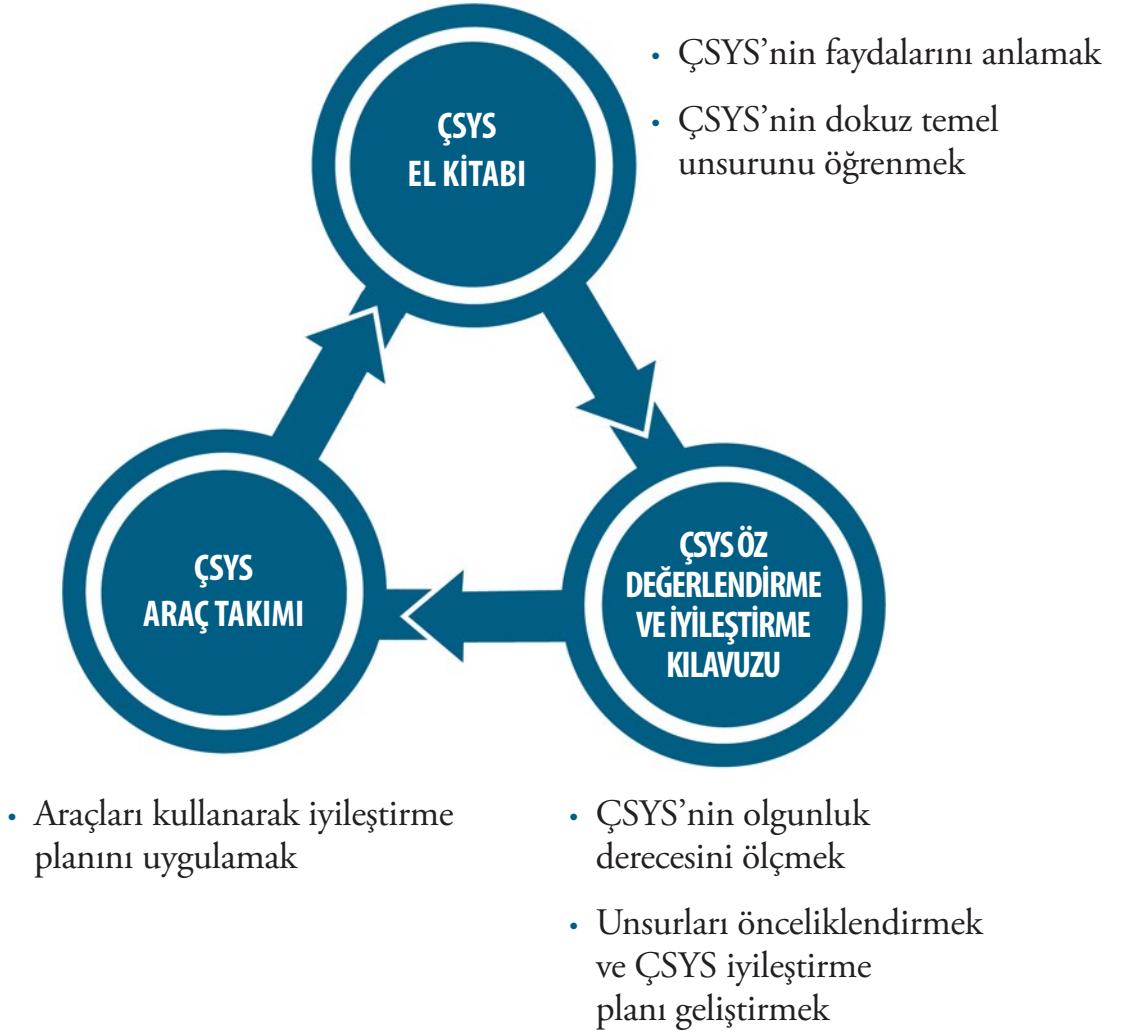 ÇSYS
EL KİTABI
• ÇSYS’nin faydalarını anlamak
• ÇSYS’nin dokuz temel
unsurunu öğrenmek
ÇSYS
ARAÇ TAKIMI
ÇSYS ÖZ
DEĞERLENDİRME
VE İYİLEŞTİRME
KILAVUZU
• Araçları kullanarak iyileştirme
planını uygulamak
• ÇSYS’nin olgunluk
derecesini ölçmek
• Unsurları önceliklendirmek
ve ÇSYS iyileştirme
planı geliştirmek